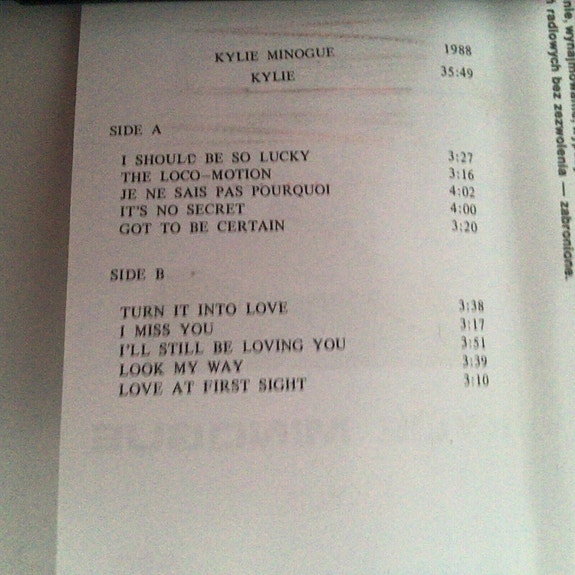 KYLIE MINOGUE 1988
KYLIE 35:49
SIDE A
I SHOULD BE SO LUCKY 3:27
THE LOCO-MOTION 3:16
JE NE SAIS PAS POURQUOI 4:02
IT'S NO SECRET 4:00
GOT TO BE CERTAIN 3:20
SIDE B
TURN IT INTO LOVE 3:38
I MISS YOU 3:17
I'LL STILL BE LOVING YOU 3:51
LOOK MY WAY 3:39
LOVE AT FIRST SIGHT 3:10
radiowych bez zezwolenia — zabronione.